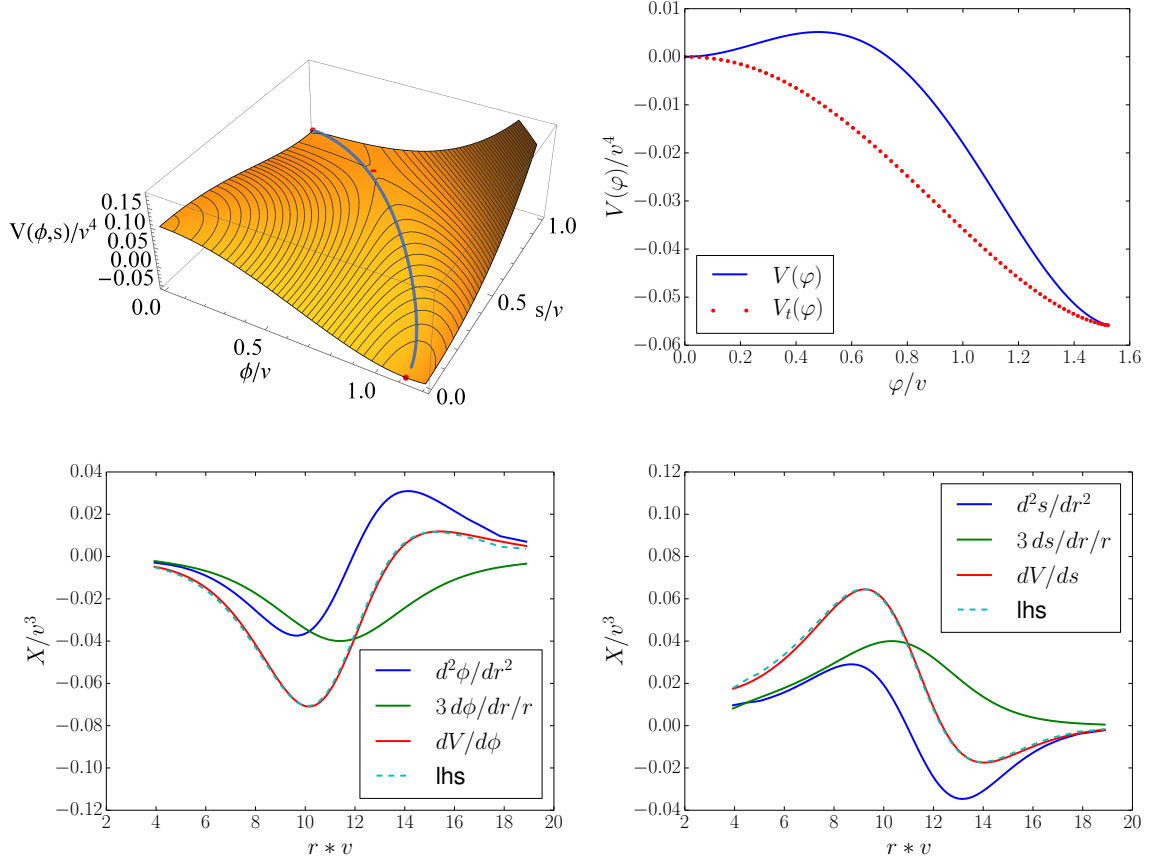 0.15
0.10
0.05
0.00
−0.05
V(ϕ,s)/v⁴
0.0
0.5
1.0
ϕ/v
0.0
0.5
1.0
s/v
0.01
0.00
−0.01
−0.02
−0.03
−0.04
−0.05
−0.06
V(φ)/v⁴
V(φ)
Vₜ(φ)
0.0 0.2 0.4 0.6 0.8 1.0 1.2 1.4 1.6
φ/v
0.04
0.02
0.00
−0.02
−0.04
−0.06
−0.08
−0.10
−0.12
X/v³
d²ϕ/dr²
3 dϕ/dr/r
dV/dϕ
lhs
2 4 6 8 10 12 14 16 18 20
r ∗ v
0.12
0.10
0.08
0.06
0.04
0.02
0.00
−0.02
−0.04
X/v³
d²s/dr²
3 ds/dr/r
dV/ds
lhs
2 4 6 8 10 12 14 16 18 20
r ∗ v